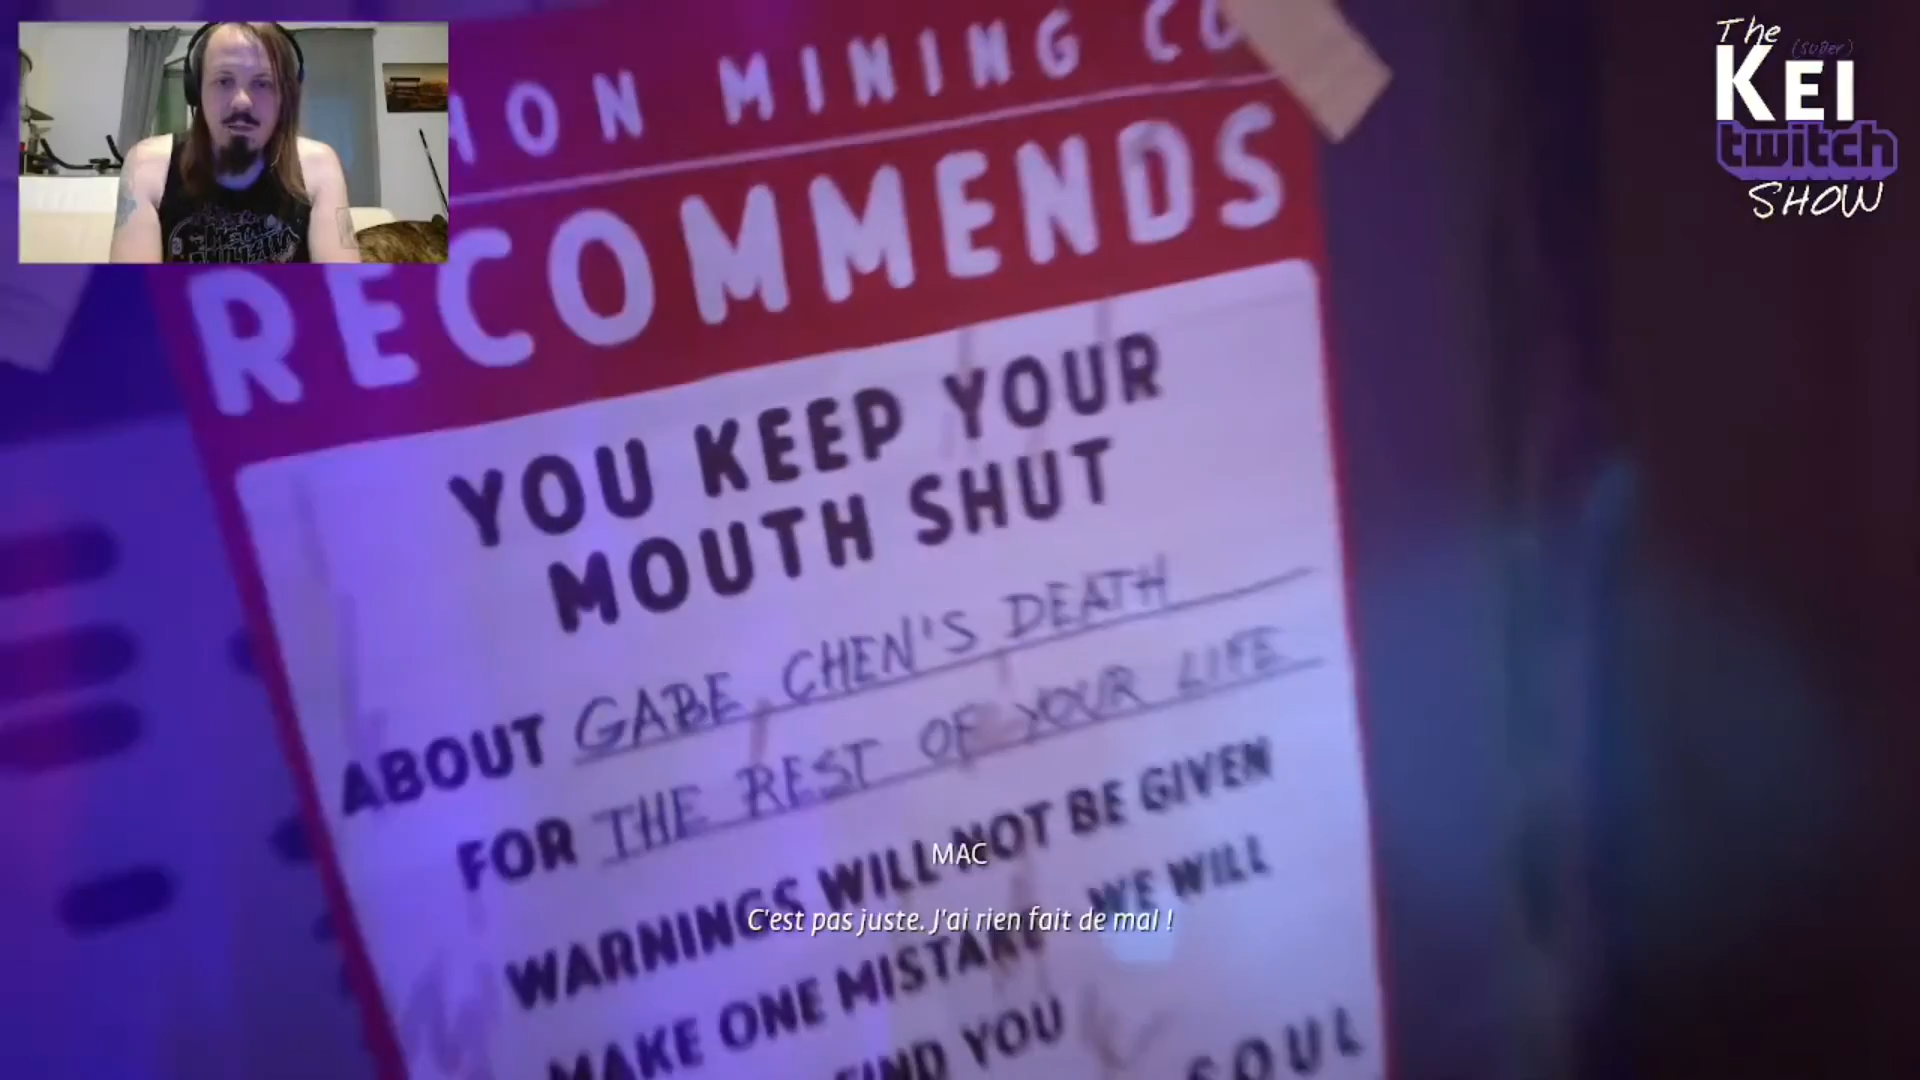 The
(suBer)
KEI
twitch
SHOW
HON MINING CO
RECOMMENDS
YOU KEEP YOUR
MOUTH SHUT
ABOUT GABE CHEN'S DEATH
FOR THE REST OF YOUR LIFE
WARNINGS WILL NOT BE GIVEN
MAKE ONE MISTAKE WE WILL
FIND YOU
SOUL
MAC
C'est pas juste. J'ai rien fait de mal !